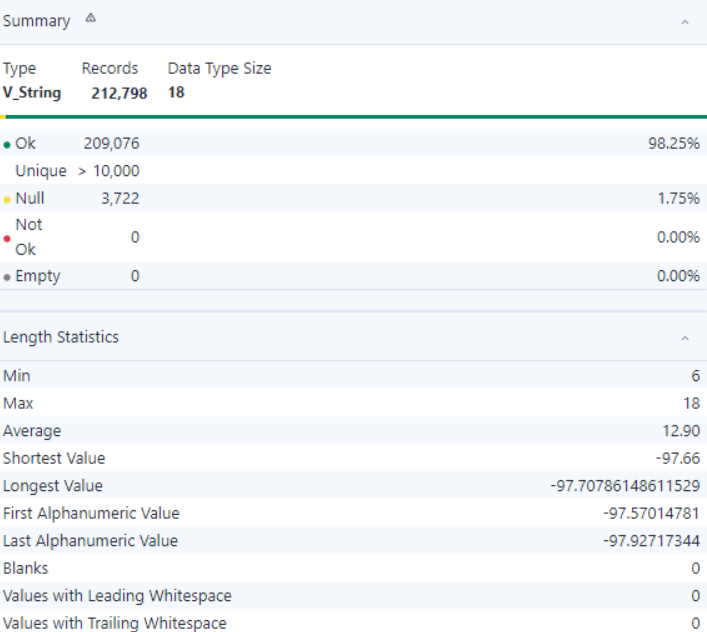 Summary
Type Records Data Type Size
V_String 212,798 18
Ok 209,076 98.25%
Unique > 10,000
Null 3,722 1.75%
Not
Ok 0 0.00%
Empty 0 0.00%
Length Statistics
Min 6
Max 18
Average 12.90
Shortest Value -97.66
Longest Value -97.70786148611529
First Alphanumeric Value -97.57014781
Last Alphanumeric Value -97.92717344
Blanks 0
Values with Leading Whitespace 0
Values with Trailing Whitespace 0